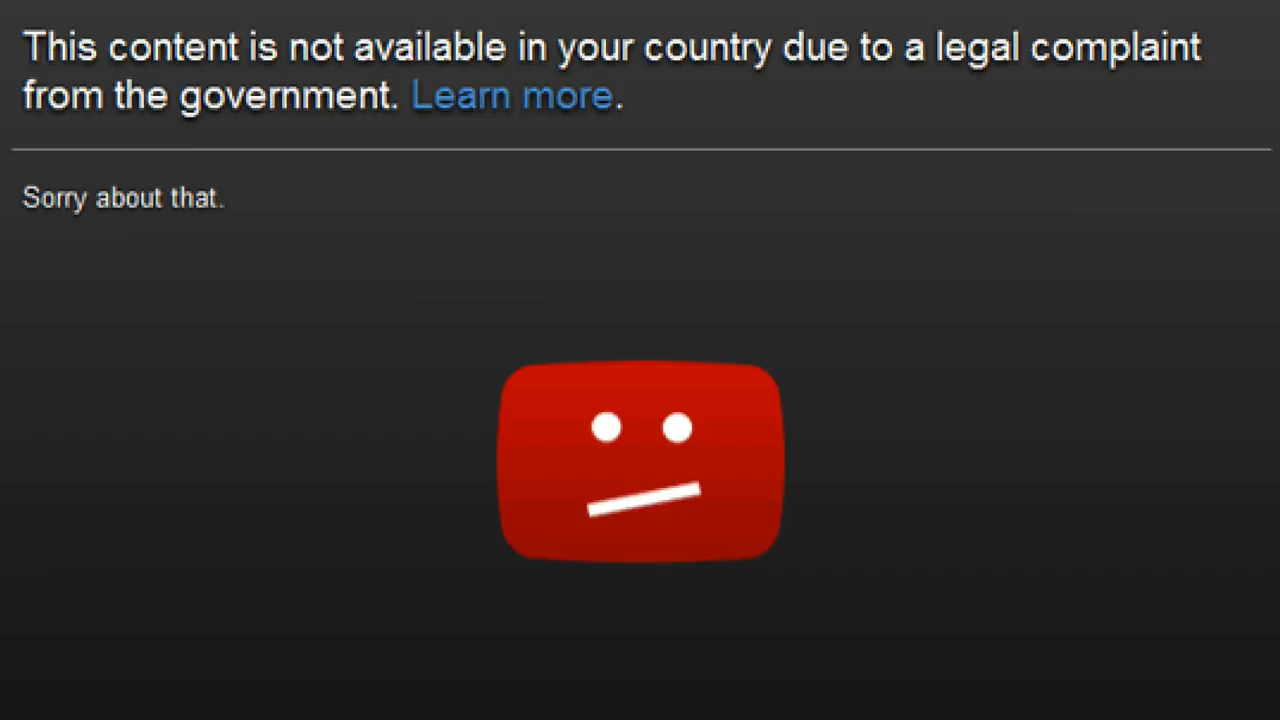 This content is not available in your country due to a legal complaint
from the government. Learn more.
Sorry about that.